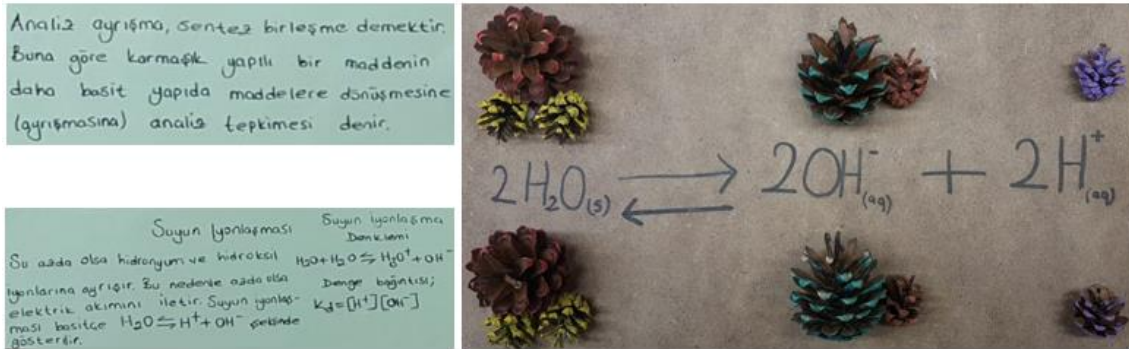 Analiz ayrışma, sentez birleşme demektir.
Buna göre karmaşık yapılı bir maddenin
daha basit yapıda maddelere dönüşmesine
(ayrışmasına) analiz tepkimesi denir.
Suyun İyonlaşması
Su azda olsa hidronyum ve hidroksil
iyonlarına ayrışır. Bu nedenle azda olsa
elektrik akımını iletir. Suyun iyonlaş-
ması basitçe H₂O ⇋ H⁺ + OH⁻ şekinde
gösterdir.
Suyun İyonlaşma
Denklemi
H₂O + H₂O ⇋ H₃O⁺ + OH⁻
Denge bağıntısı;
Kd = [H⁺] [OH⁻]
2H₂O(s) ⇄ 2OH⁻(aq) + 2H⁺(aq)